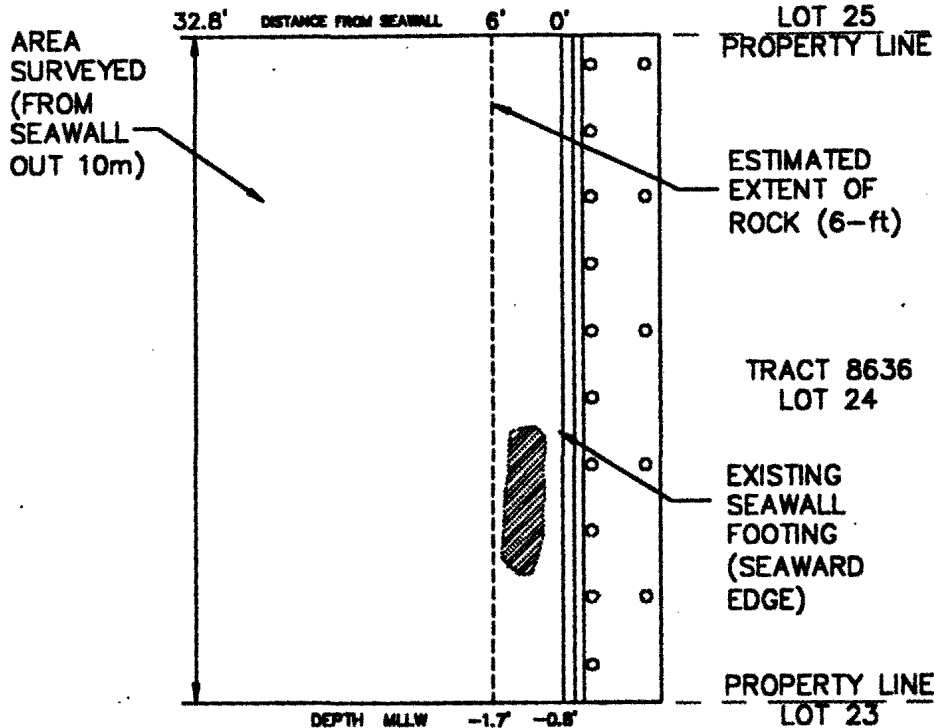 32.8' DISTANCE FROM SEAWALL 6' 0'
LOT 25
PROPERTY LINE
AREA
SURVEYED
(FROM
SEAWALL
OUT 10m)
ESTIMATED
EXTENT OF
ROCK (6-ft)
TRACT 8636
LOT 24
EXISTING
SEAWALL
FOOTING
(SEAWARD
EDGE)
PROPERTY LINE
LOT 23
DEPTH MLLW -1.7' -0.8'